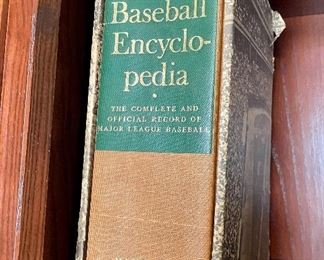 Baseball
Encyclo-
pedia
•
THE COMPLETE AND
OFFICIAL RECORD OF
MAJOR LEAGUE BASEBALL